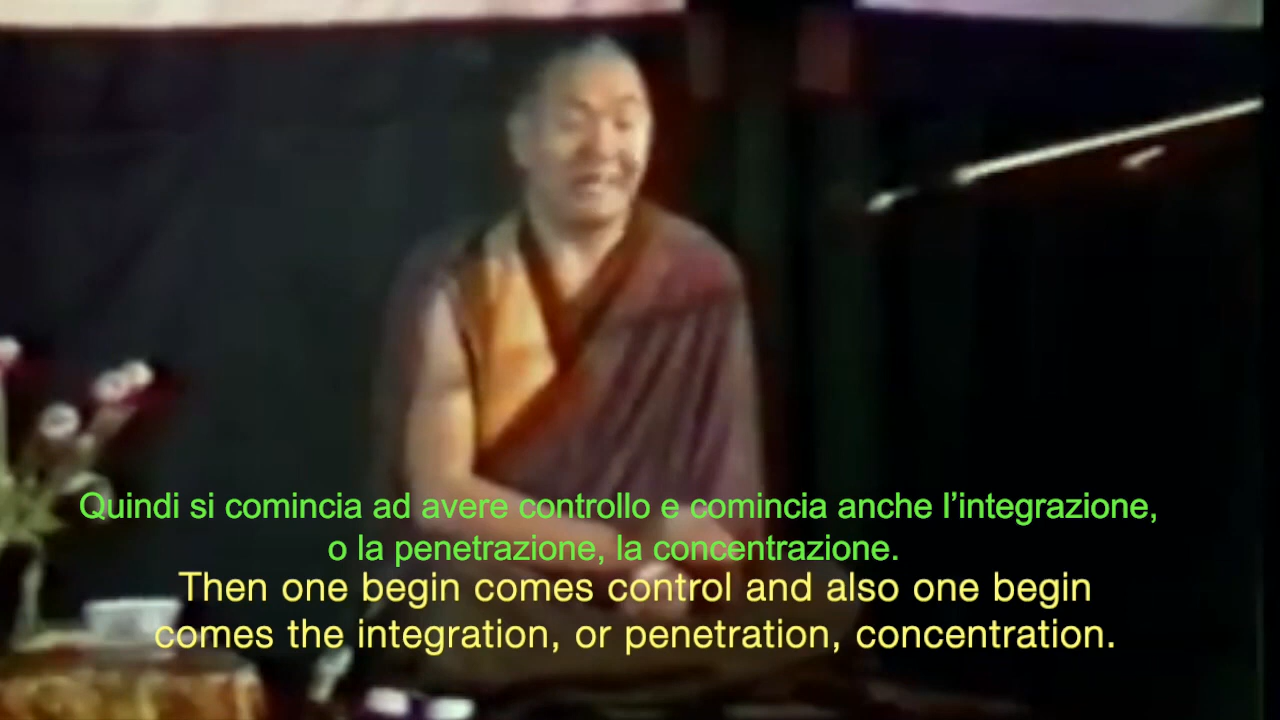 Quindi si comincia ad avere controllo e comincia anche l’integrazione,
o la penetrazione, la concentrazione.
Then one begin comes control and also one begin
comes the integration, or penetration, concentration.